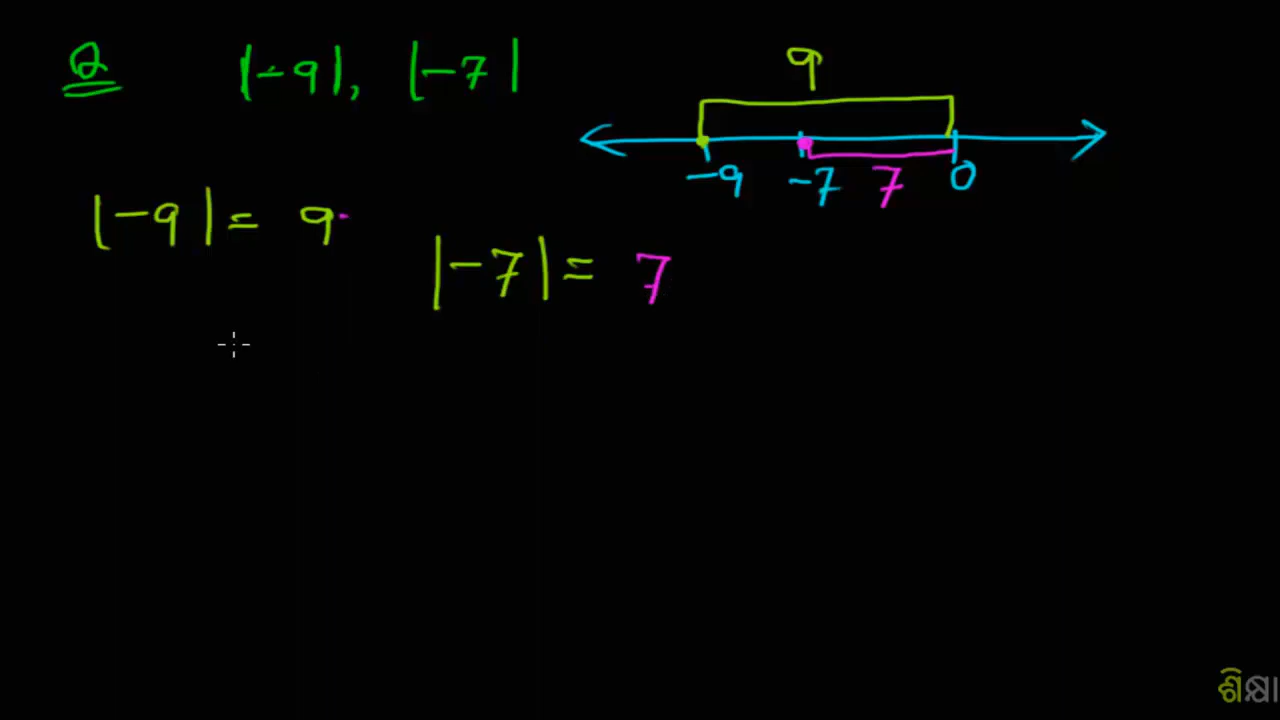 Q |-9|, |-7|
9
-9 -7 7 0
|-9| = 9
|-7| = 7
ଶିକ୍ଷା